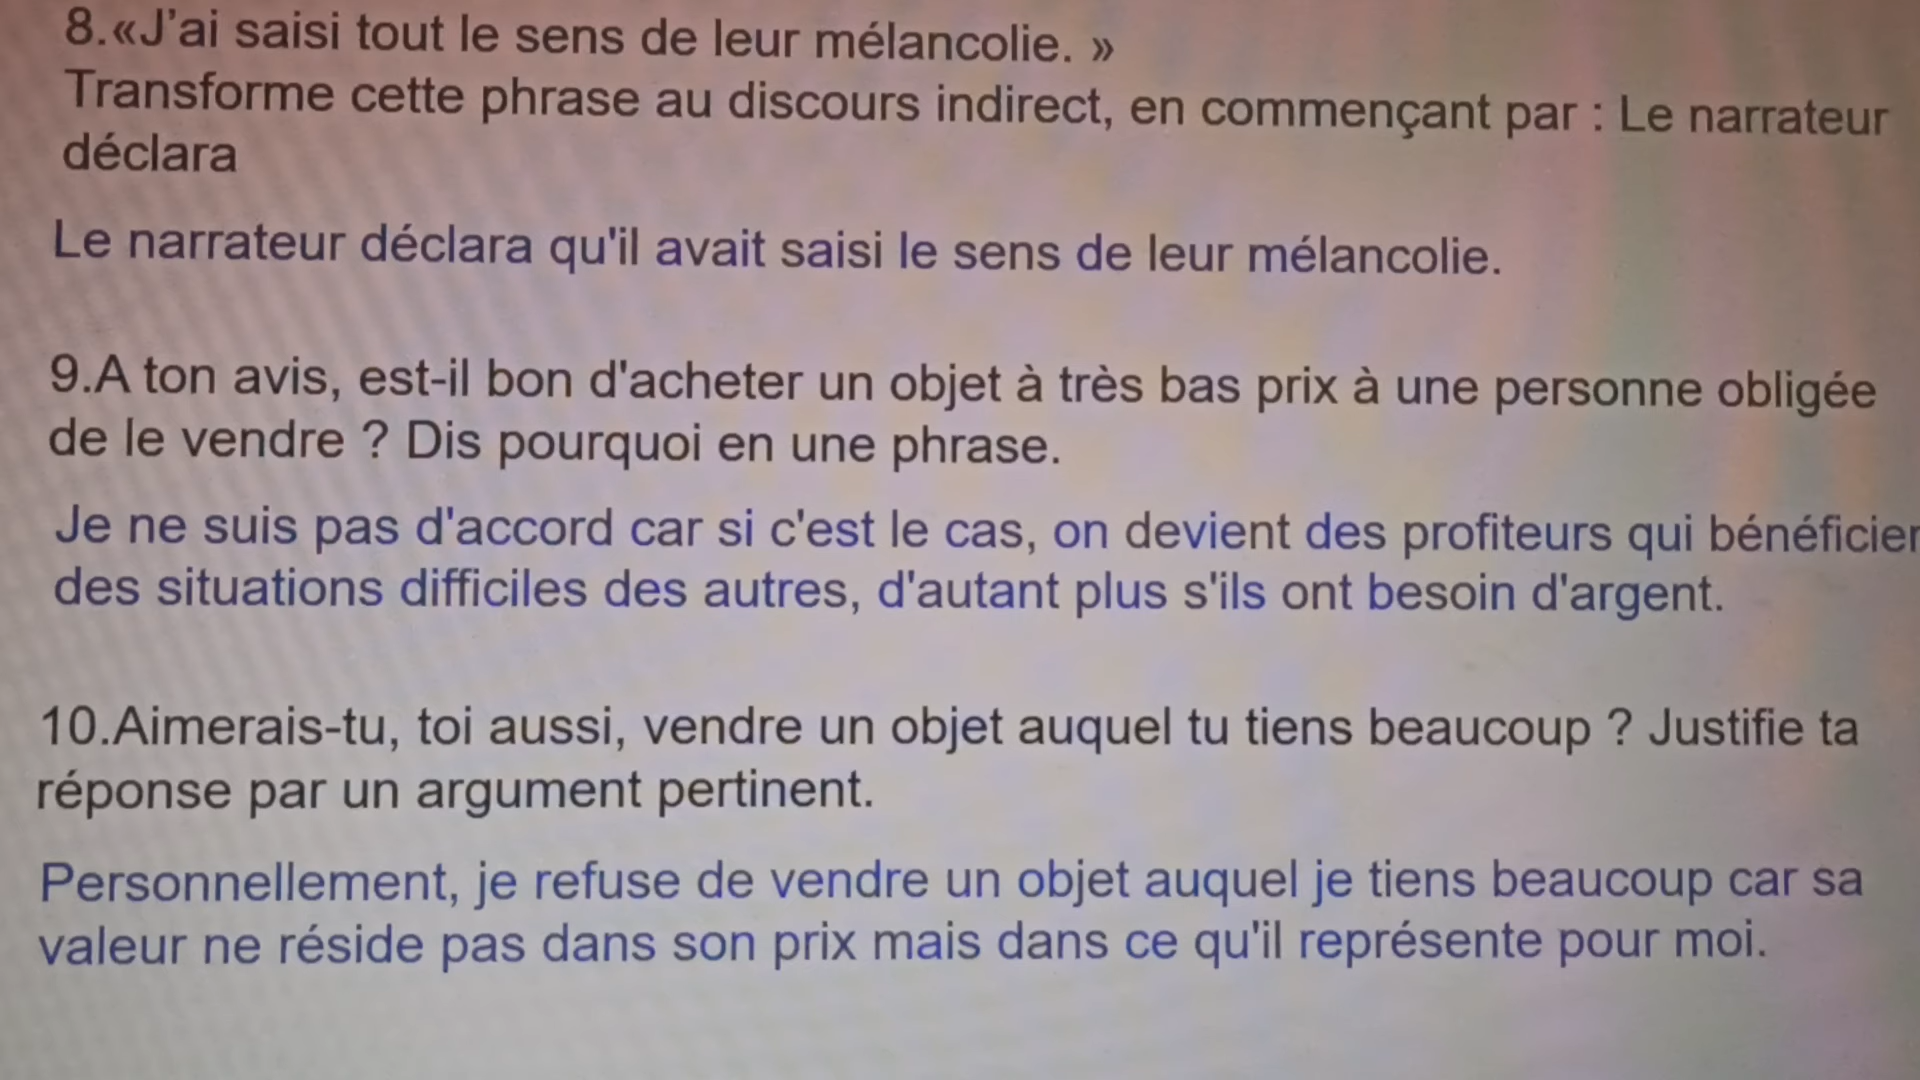 8.«J'ai saisi tout le sens de leur mélancolie. »
Transforme cette phrase au discours indirect, en commençant par : Le narrateur
déclara
Le narrateur déclara qu'il avait saisi le sens de leur mélancolie.
9.A ton avis, est-il bon d'acheter un objet à très bas prix à une personne obligée
de le vendre ? Dis pourquoi en une phrase.
Je ne suis pas d'accord car si c'est le cas, on devient des profiteurs qui bénéficien
des situations difficiles des autres, d'autant plus s'ils ont besoin d'argent.
10.Aimerais-tu, toi aussi, vendre un objet auquel tu tiens beaucoup ? Justifie ta
réponse par un argument pertinent.
Personnellement, je refuse de vendre un objet auquel je tiens beaucoup car sa
valeur ne réside pas dans son prix mais dans ce qu'il représente pour moi.